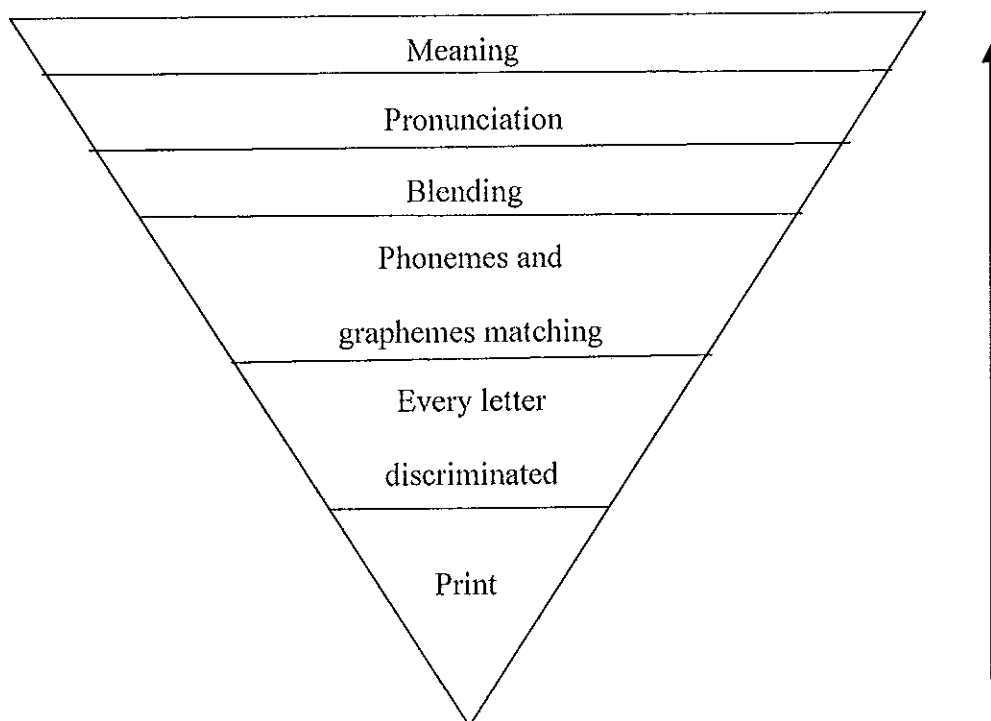 Meaning
Pronunciation
Blending
Phonemes and
graphemes matching
Every letter
discriminated
Print